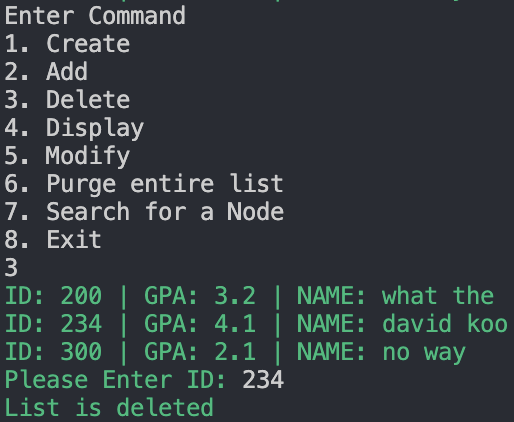 Enter Command
1. Create
2. Add
3. Delete
4. Display
5. Modify
6. Purge entire list
7. Search for a Node
8. Exit
3
ID: 200 | GPA: 3.2 | NAME: what the
ID: 234 | GPA: 4.1 | NAME: david koo
ID: 300 | GPA: 2.1 | NAME: no way
Please Enter ID: 234
List is deleted